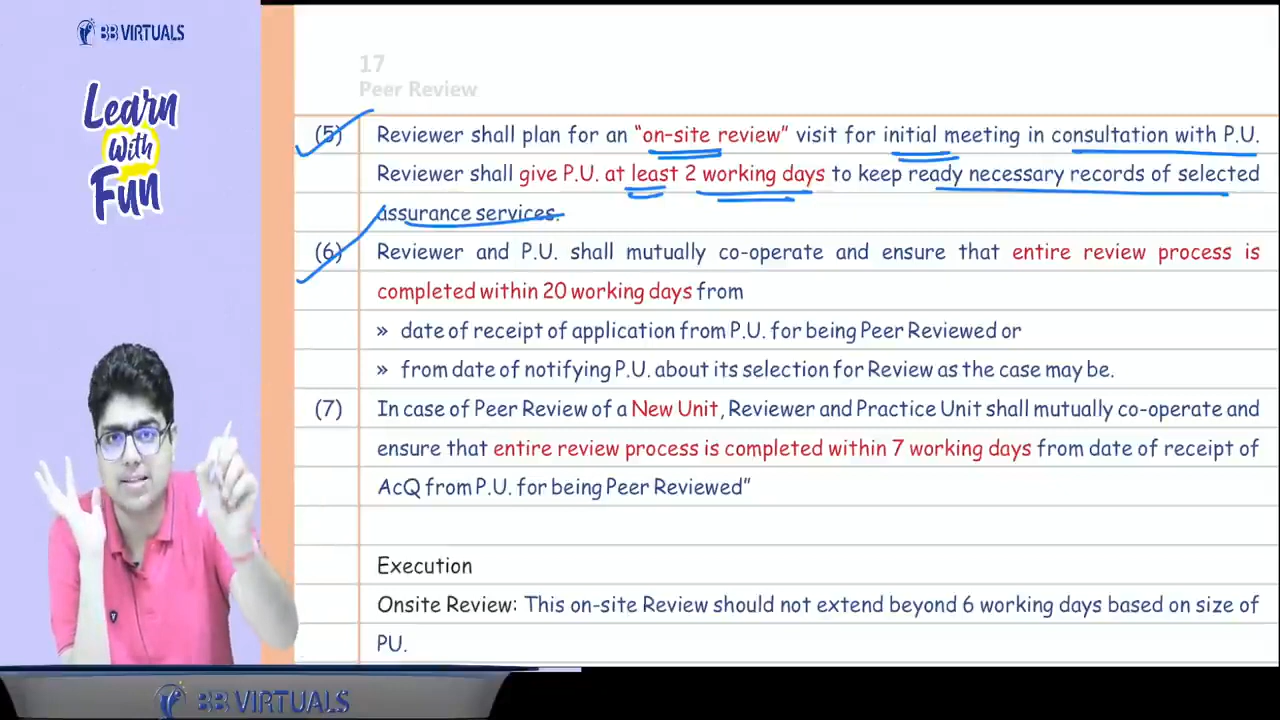 BB VIRTUALS
Learn
With
Fun
17
Peer Review
(5) Reviewer shall plan for an "on-site review" visit for initial meeting in consultation with P.U.
Reviewer shall give P.U. at least 2 working days to keep ready necessary records of selected
assurance services.
(6) Reviewer and P.U. shall mutually co-operate and ensure that entire review process is
completed within 20 working days from
» date of receipt of application from P.U. for being Peer Reviewed or
» from date of notifying P.U. about its selection for Review as the case may be.
(7) In case of Peer Review of a New Unit, Reviewer and Practice Unit shall mutually co-operate and
ensure that entire review process is completed within 7 working days from date of receipt of
AcQ from P.U. for being Peer Reviewed"
Execution
Onsite Review: This on-site Review should not extend beyond 6 working days based on size of
PU.
BB VIRTUALS